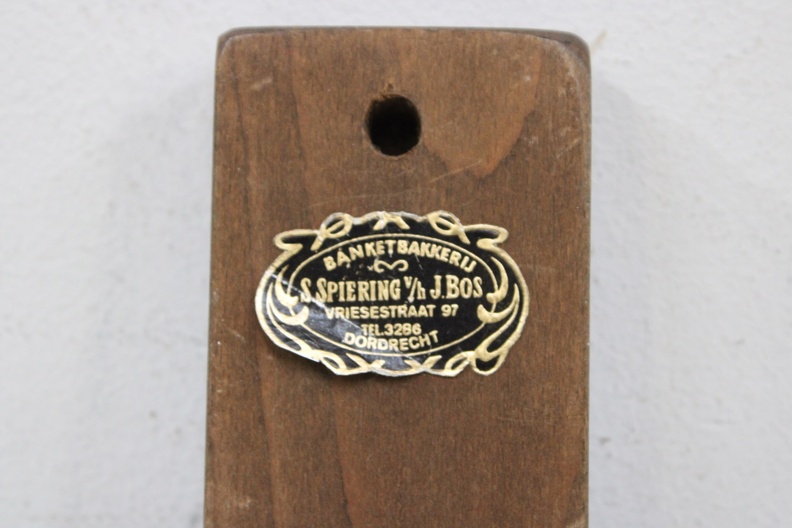 BANKETBAKKERIJ
S. SPIERING v/h J. BOS
VRIESESTRAAT 97
TEL. 3286
DORDRECHT